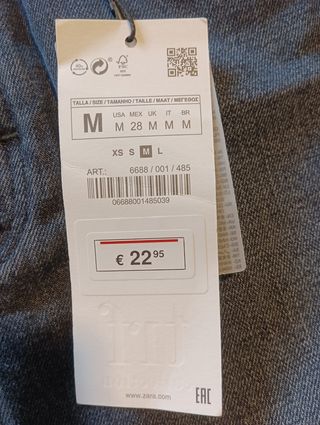 TALLA / SIZE / TAMANHO / TAILLE / MAAT / ΜΕΓΕΘΟΣ
USA MEX UK IT BR
M M 28 M M M
XS S M L
ART.: 6688 / 001 / 485
06688001485039
€ 22 95
www.zara.com
EAC